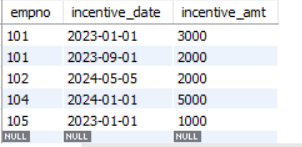 empno incentive_date incentive_amt
101 2023-01-01 3000
101 2023-09-01 2000
102 2024-05-05 2000
104 2024-01-01 5000
105 2023-01-01 1000
NULL NULL NULL